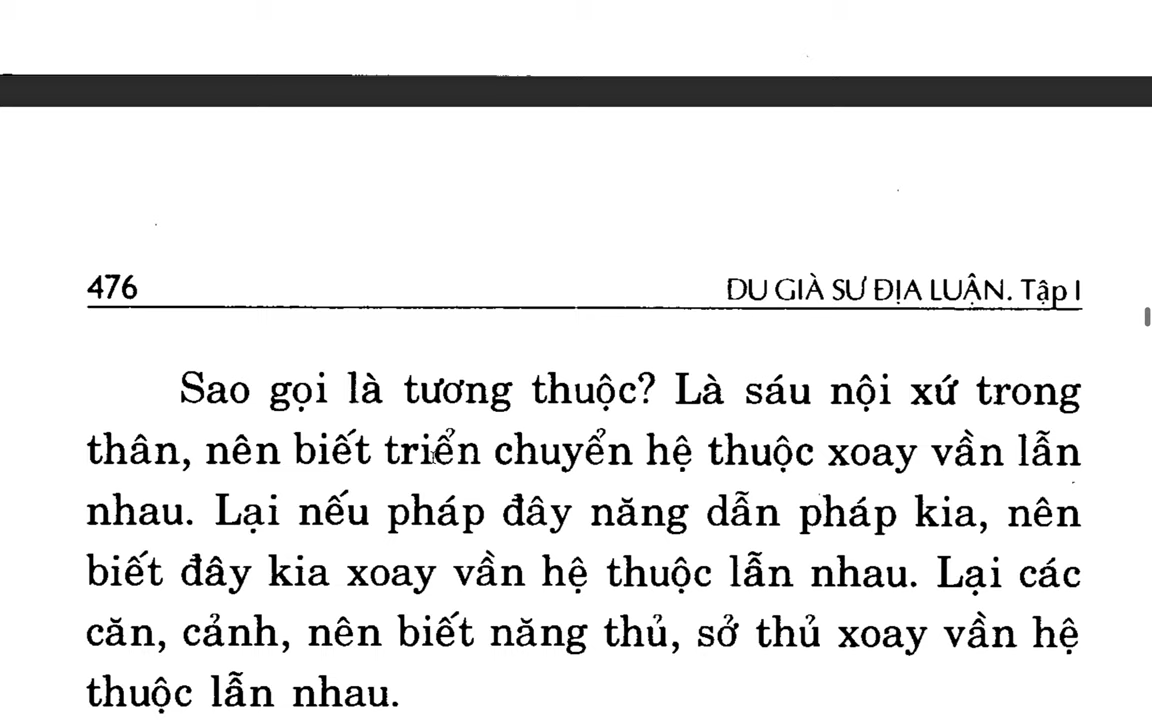 476
DU GIÀ SƯ ĐỊA LUẬN. Tập I
Sao gọi là tương thuộc? Là sáu nội xứ trong
thân, nên biết triển chuyển hệ thuộc xoay vần lẫn
nhau. Lại nếu pháp đây năng dẫn pháp kia, nên
biết đây kia xoay vần hệ thuộc lẫn nhau. Lại các
căn, cảnh, nên biết năng thủ, sở thủ xoay vần hệ
thuộc lẫn nhau.